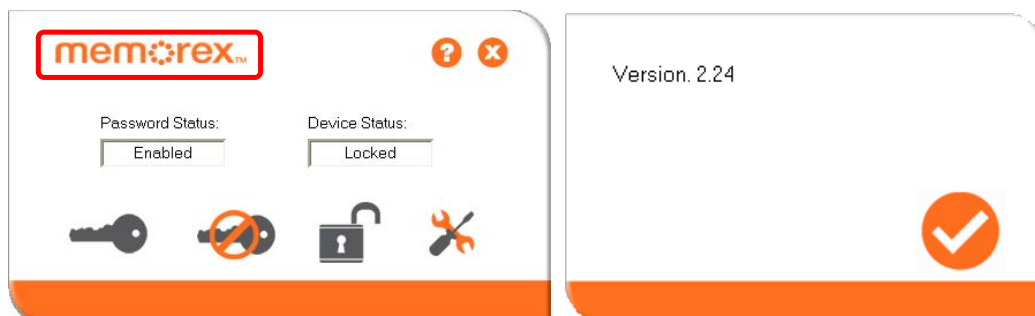 memorex™
?
Password Status:
Device Status:
Enabled
Locked
Version. 2.24